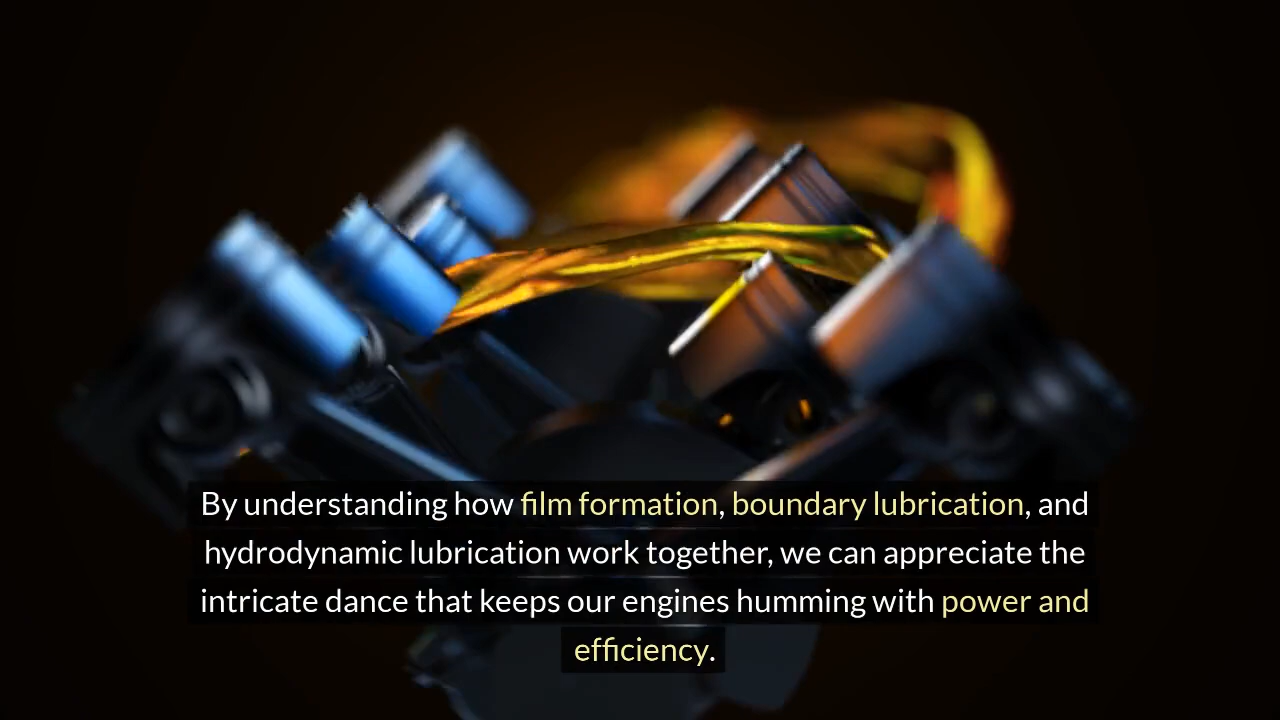 By understanding how film formation, boundary lubrication, and
hydrodynamic lubrication work together, we can appreciate the
intricate dance that keeps our engines humming with power and
efficiency.